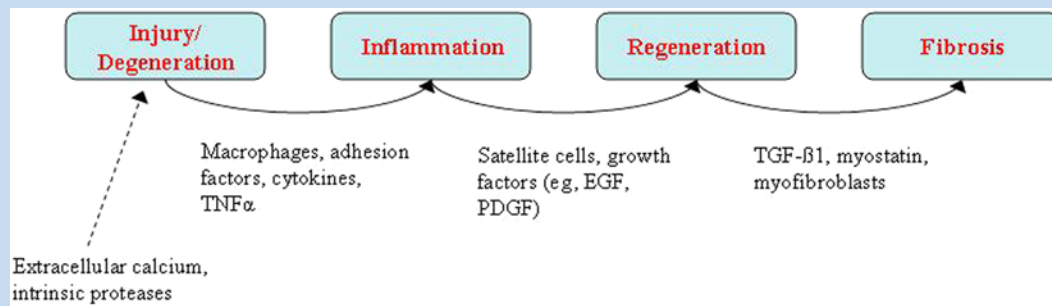 Injury/
Degeneration
Inflammation
Regeneration
Fibrosis
Macrophages, adhesion
factors, cytokines,
TNFα
Satellite cells, growth
factors (eg, EGF,
PDGF)
TGF-ß1, myostatin,
myofibroblasts
Extracellular calcium,
intrinsic proteases